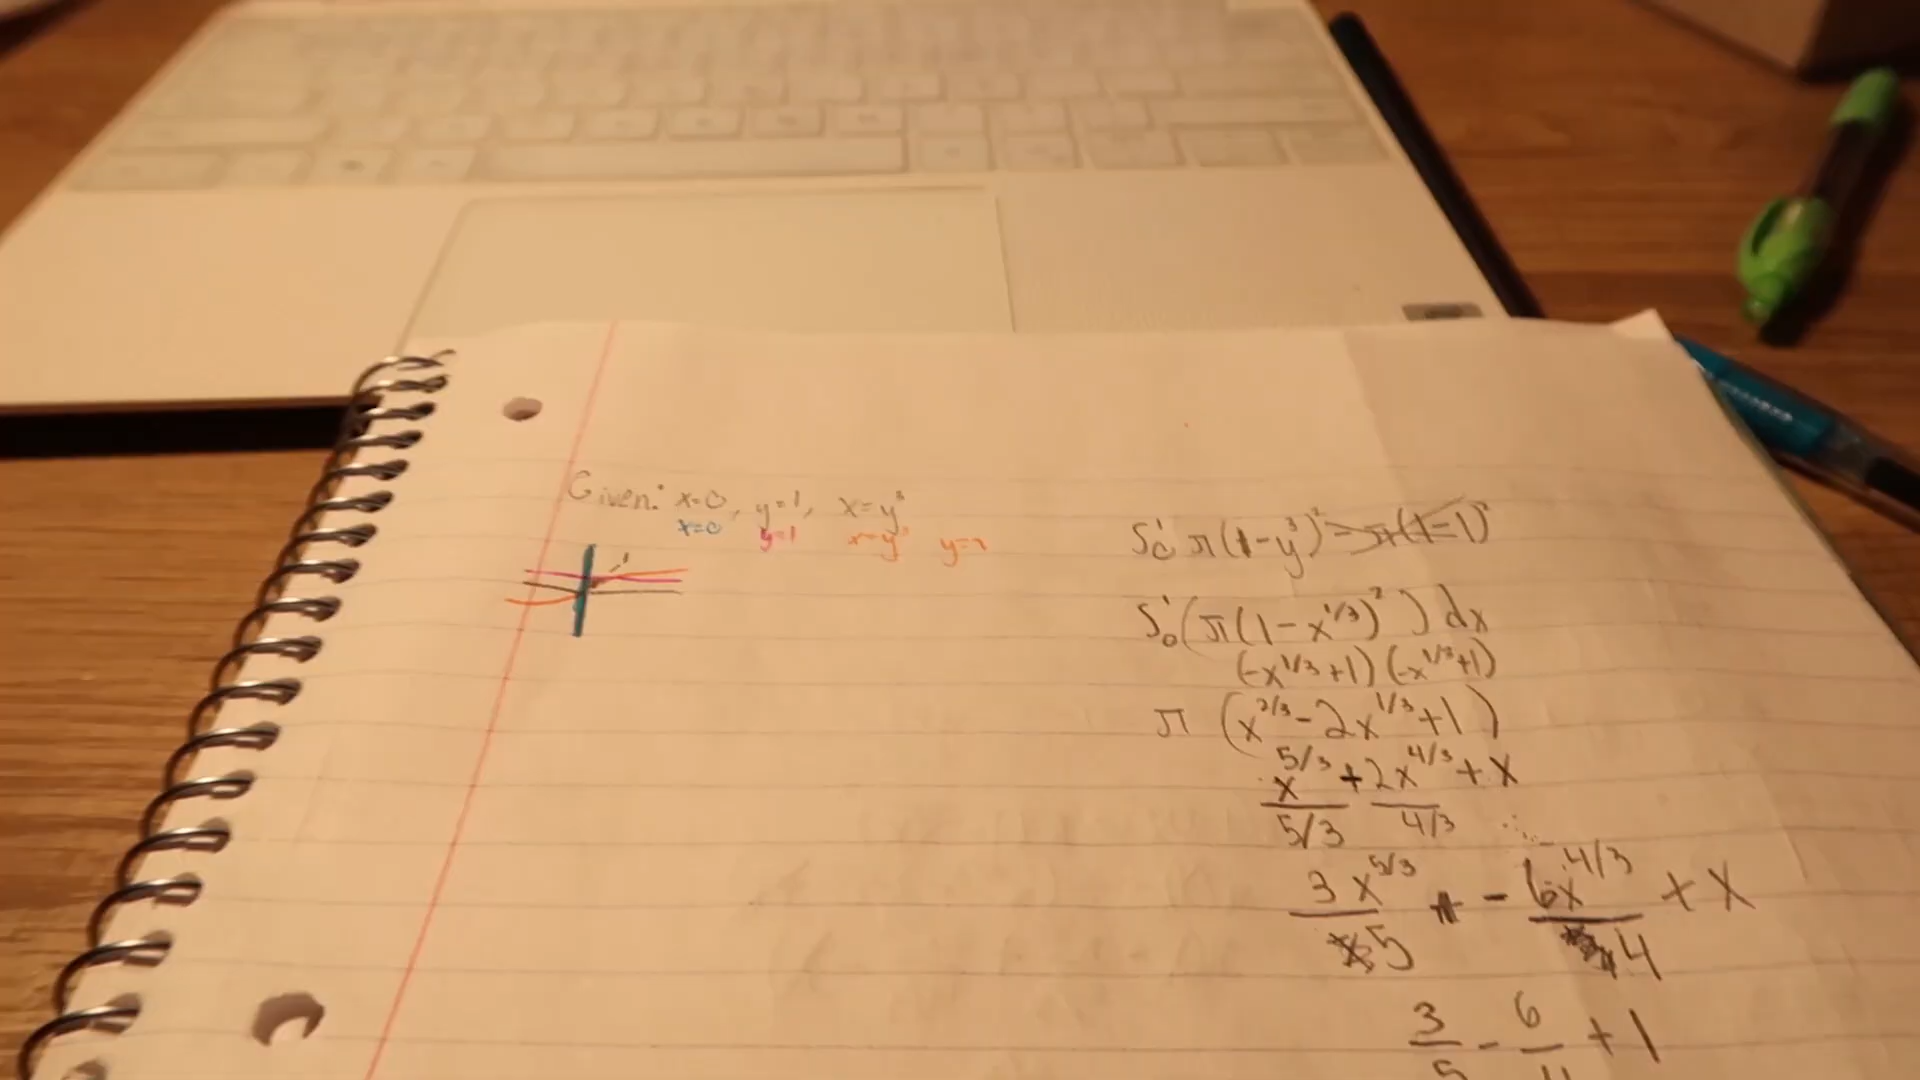 Given: x=0, y=1, x=y³
x=0 y=1 x=y³ y=
∫₀¹ π(1-y³)² - π(1-1)²
∫₀¹ (π(1-x^1/3)²) dx
(-x^1/3+1)(-x^1/3+1)
π (x^2/3 - 2x^1/3 + 1)
x^5/3 / 5/3 + 2x^4/3 / 4/3 + x
3x^5/3 / 5 - 6x^4/3 / 4 + x
3/5 - 6/4 + 1